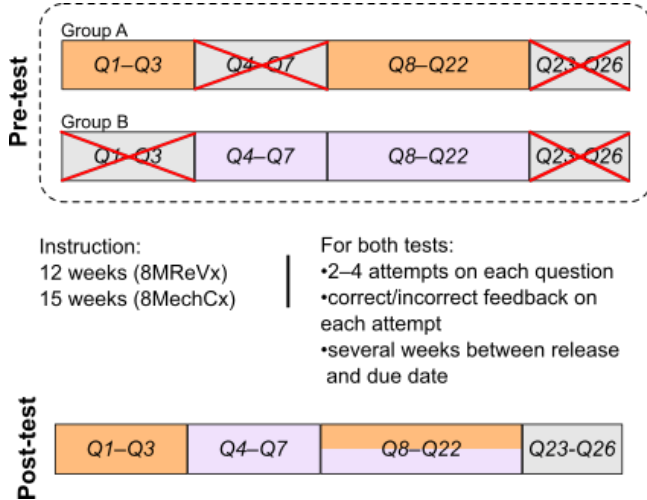 Pre-test
Group A
Q1–Q3
Q4–Q7
Q8–Q22
Q23–Q26
Group B
Q1–Q3
Q4–Q7
Q8–Q22
Q23–Q26
Instruction:
12 weeks (8MReVx)
15 weeks (8MechCx)
For both tests:
•2–4 attempts on each question
•correct/incorrect feedback on
each attempt
•several weeks between release
and due date
Post-test
Q1–Q3
Q4–Q7
Q8–Q22
Q23-Q26